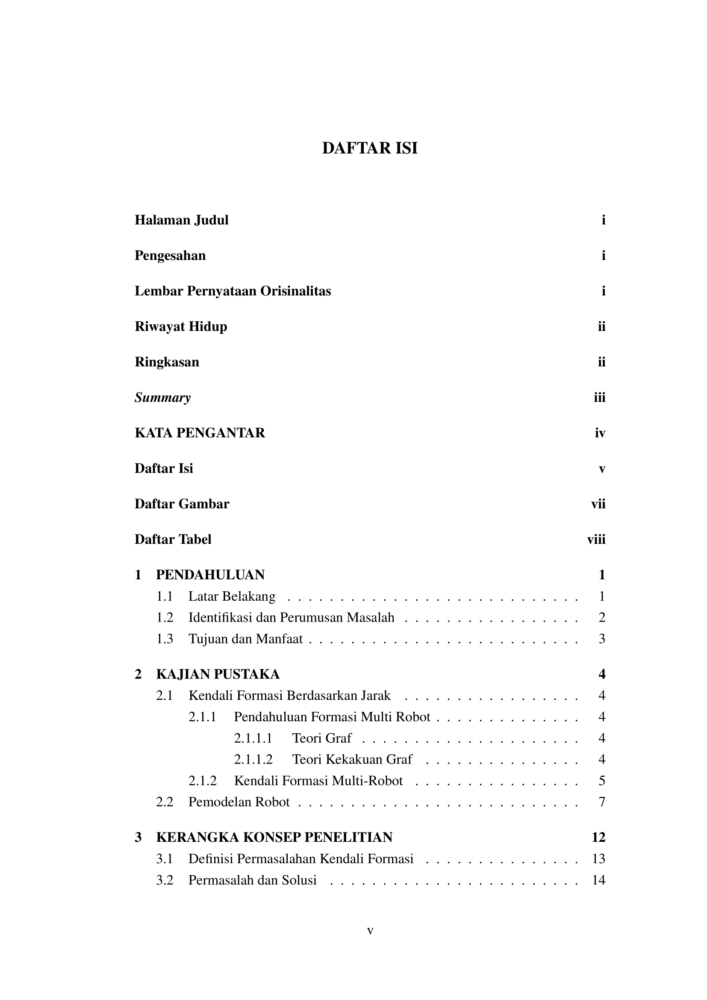 DAFTAR ISI
Halaman Judul i
Pengesahan i
Lembar Pernyataan Orisinalitas i
Riwayat Hidup ii
Ringkasan ii
Summary iii
KATA PENGANTAR iv
Daftar Isi v
Daftar Gambar vii
Daftar Tabel viii
1 PENDAHULUAN 1
1.1 Latar Belakang . . . . . . . . . . . . . . . . . . . . . . . . . . . . 1
1.2 Identifikasi dan Perumusan Masalah . . . . . . . . . . . . . . . . . 2
1.3 Tujuan dan Manfaat . . . . . . . . . . . . . . . . . . . . . . . . . . 3
2 KAJIAN PUSTAKA 4
2.1 Kendali Formasi Berdasarkan Jarak . . . . . . . . . . . . . . . . . 4
2.1.1 Pendahuluan Formasi Multi Robot . . . . . . . . . . . . . . 4
2.1.1.1 Teori Graf . . . . . . . . . . . . . . . . . . . . . 4
2.1.1.2 Teori Kekakuan Graf . . . . . . . . . . . . . . . 4
2.1.2 Kendali Formasi Multi-Robot . . . . . . . . . . . . . . . . 5
2.2 Pemodelan Robot . . . . . . . . . . . . . . . . . . . . . . . . . . . 7
3 KERANGKA KONSEP PENELITIAN 12
3.1 Definisi Permasalahan Kendali Formasi . . . . . . . . . . . . . . . 13
3.2 Permasalah dan Solusi . . . . . . . . . . . . . . . . . . . . . . . . 14
v